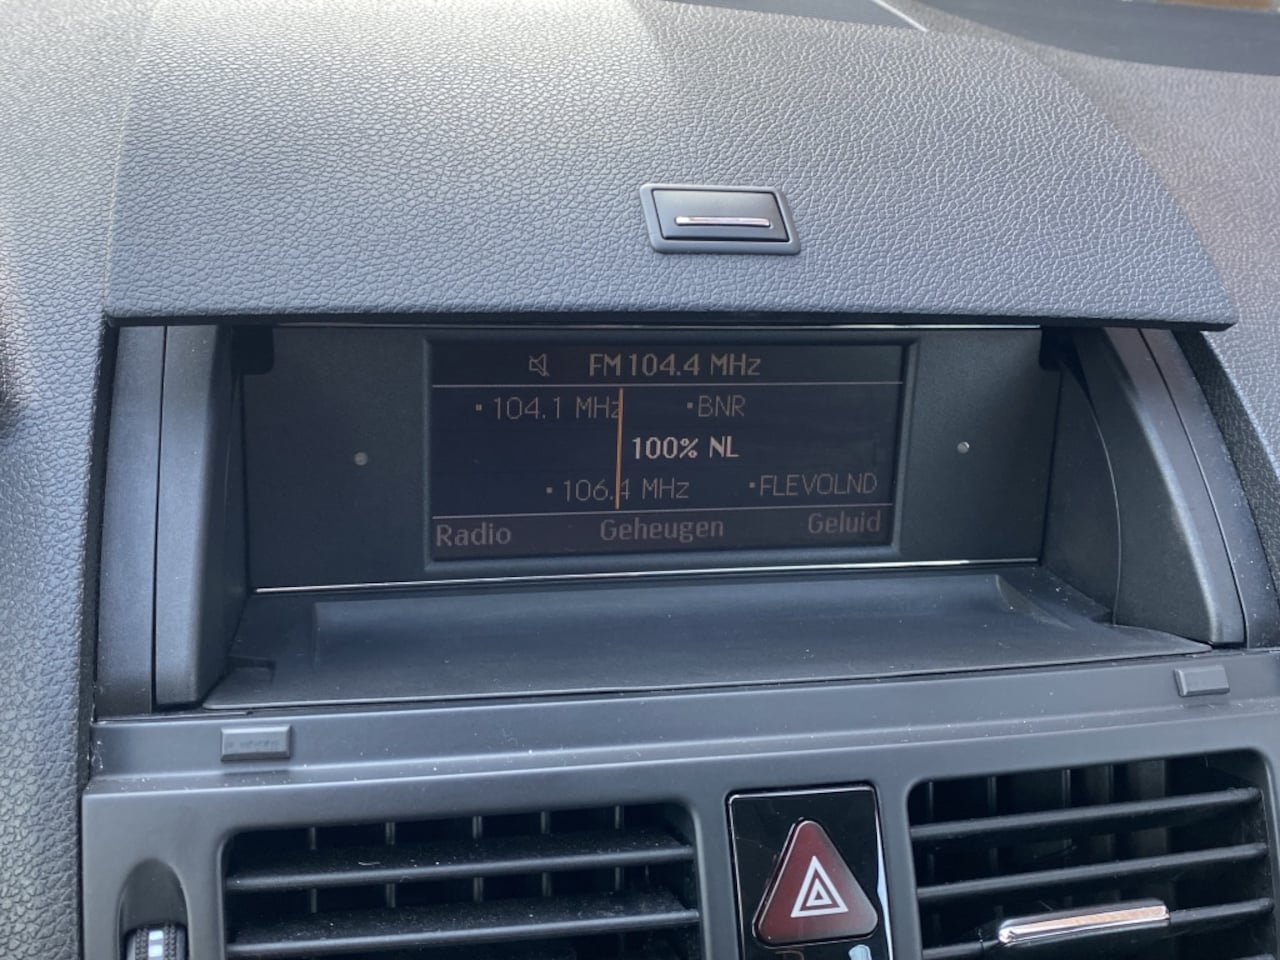 FM 104.4 MHz
104.1 MHz BNR
100% NL
106.4 MHz FLEVOLND
Radio Geheugen Geluid